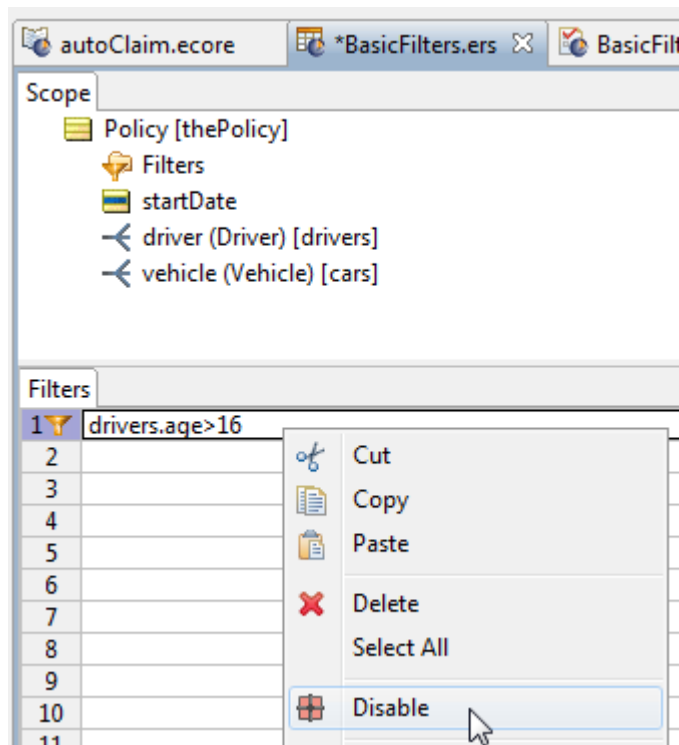 autoClaim.ecore
*BasicFilters.ers
BasicFilt
Scope
Policy [thePolicy]
Filters
startDate
driver (Driver) [drivers]
vehicle (Vehicle) [cars]
Filters
1 drivers.age>16
2
3
4
5
6
7
8
9
10
11
Cut
Copy
Paste
Delete
Select All
Disable